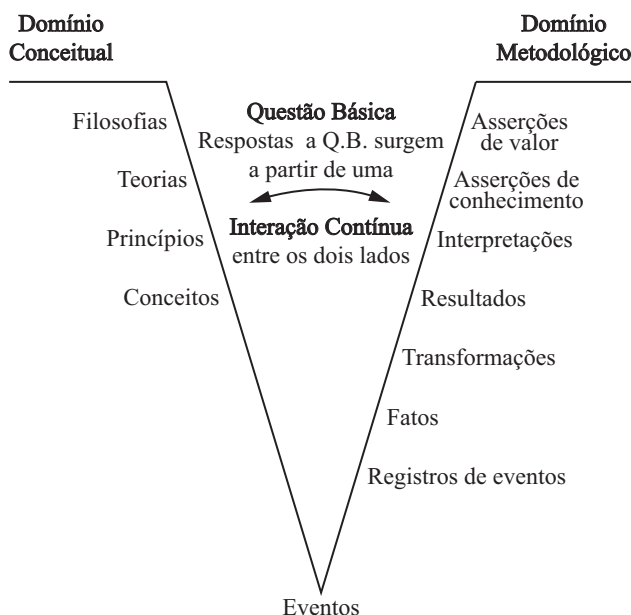 Domínio
Conceitual
Domínio
Metodológico
Filosofias
Teorias
Princípios
Conceitos
Questão Básica
Respostas a Q.B. surgem
a partir de uma
Interação Contínua
entre os dois lados
Asserções
de valor
Asserções de
conhecimento
Interpretações
Resultados
Transformações
Fatos
Registros de eventos
Eventos